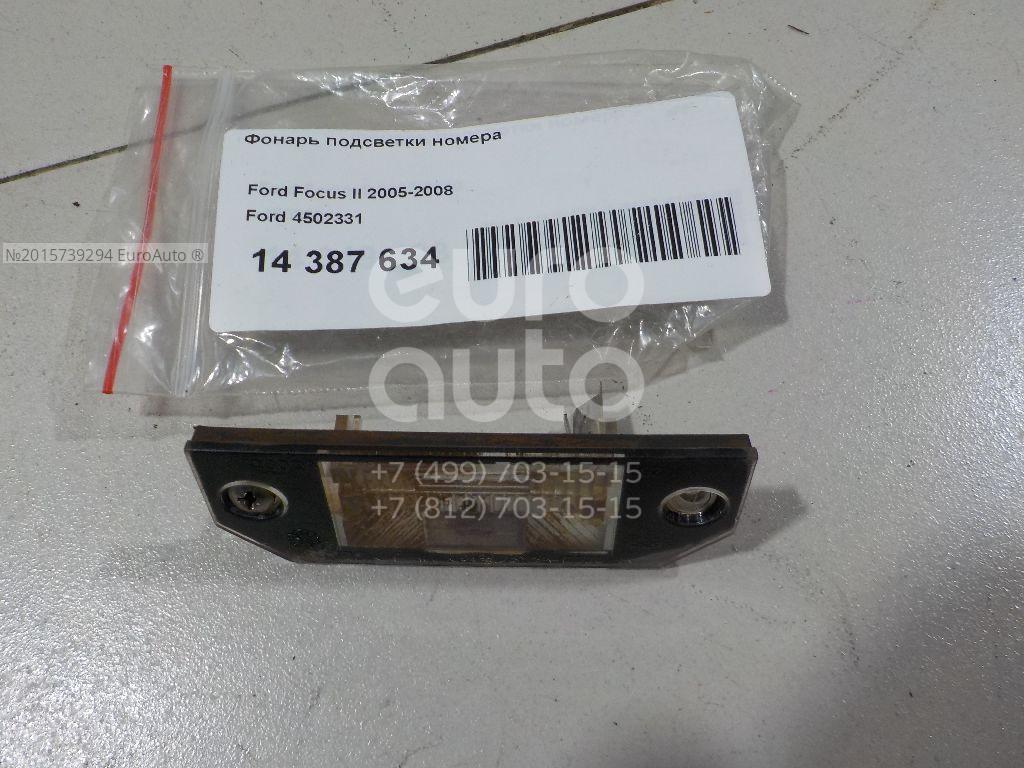 Фонарь подсветки номера
Ford Focus II 2005-2008
Ford 4502331
14 387 634
№2015739294 EuroAuto ®
euro
auto
+7 (499) 703-15-15
+7 (812) 703-15-15